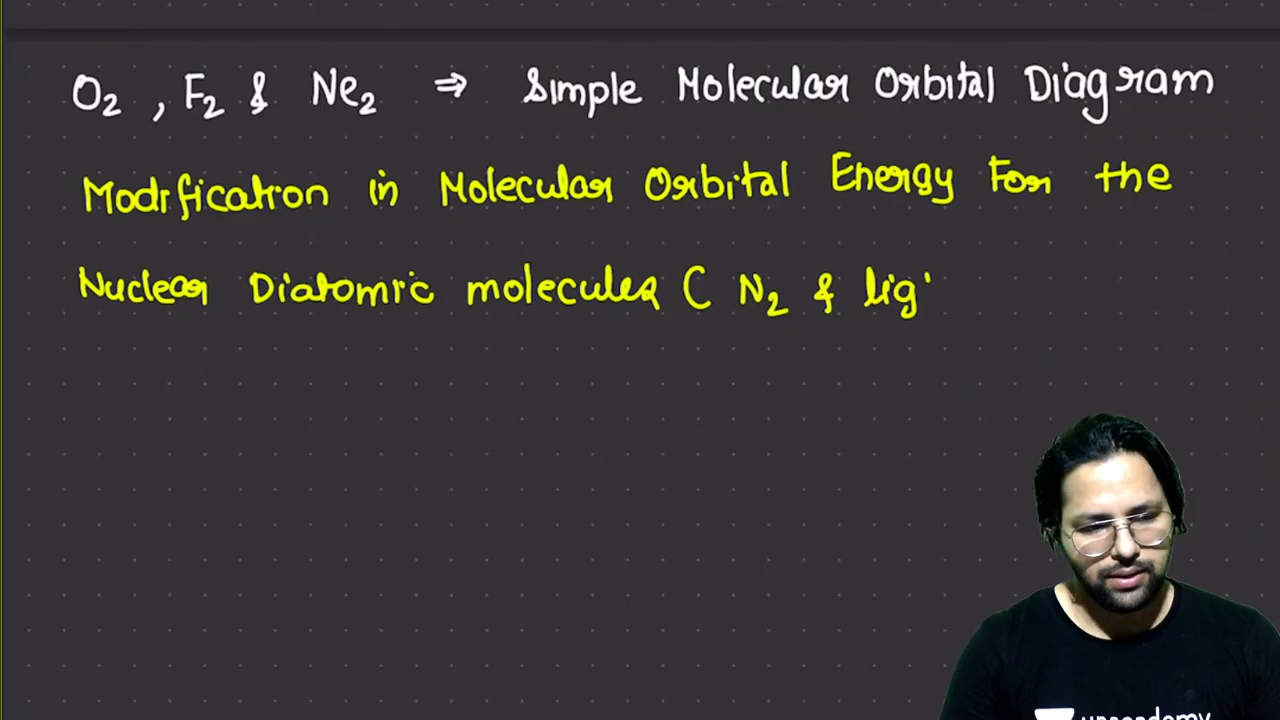 O2 , F2 & Ne2 ⇒ Simple Molecular Orbital Diagram
Modification in Molecular Orbital Energy For the
Nuclear Diatomic molecules ( N2 & lig
unacademy